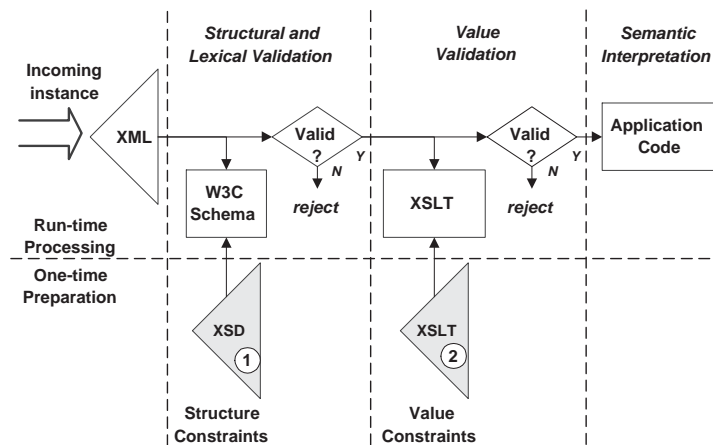 Structural and
Lexical Validation
Value
Validation
Semantic
Interpretation
Incoming
instance
XML
Valid
?
Y
N
reject
W3C
Schema
Valid
?
Y
N
reject
XSLT
Application
Code
Run-time
Processing
One-time
Preparation
XSD
1
XSLT
2
Structure
Constraints
Value
Constraints